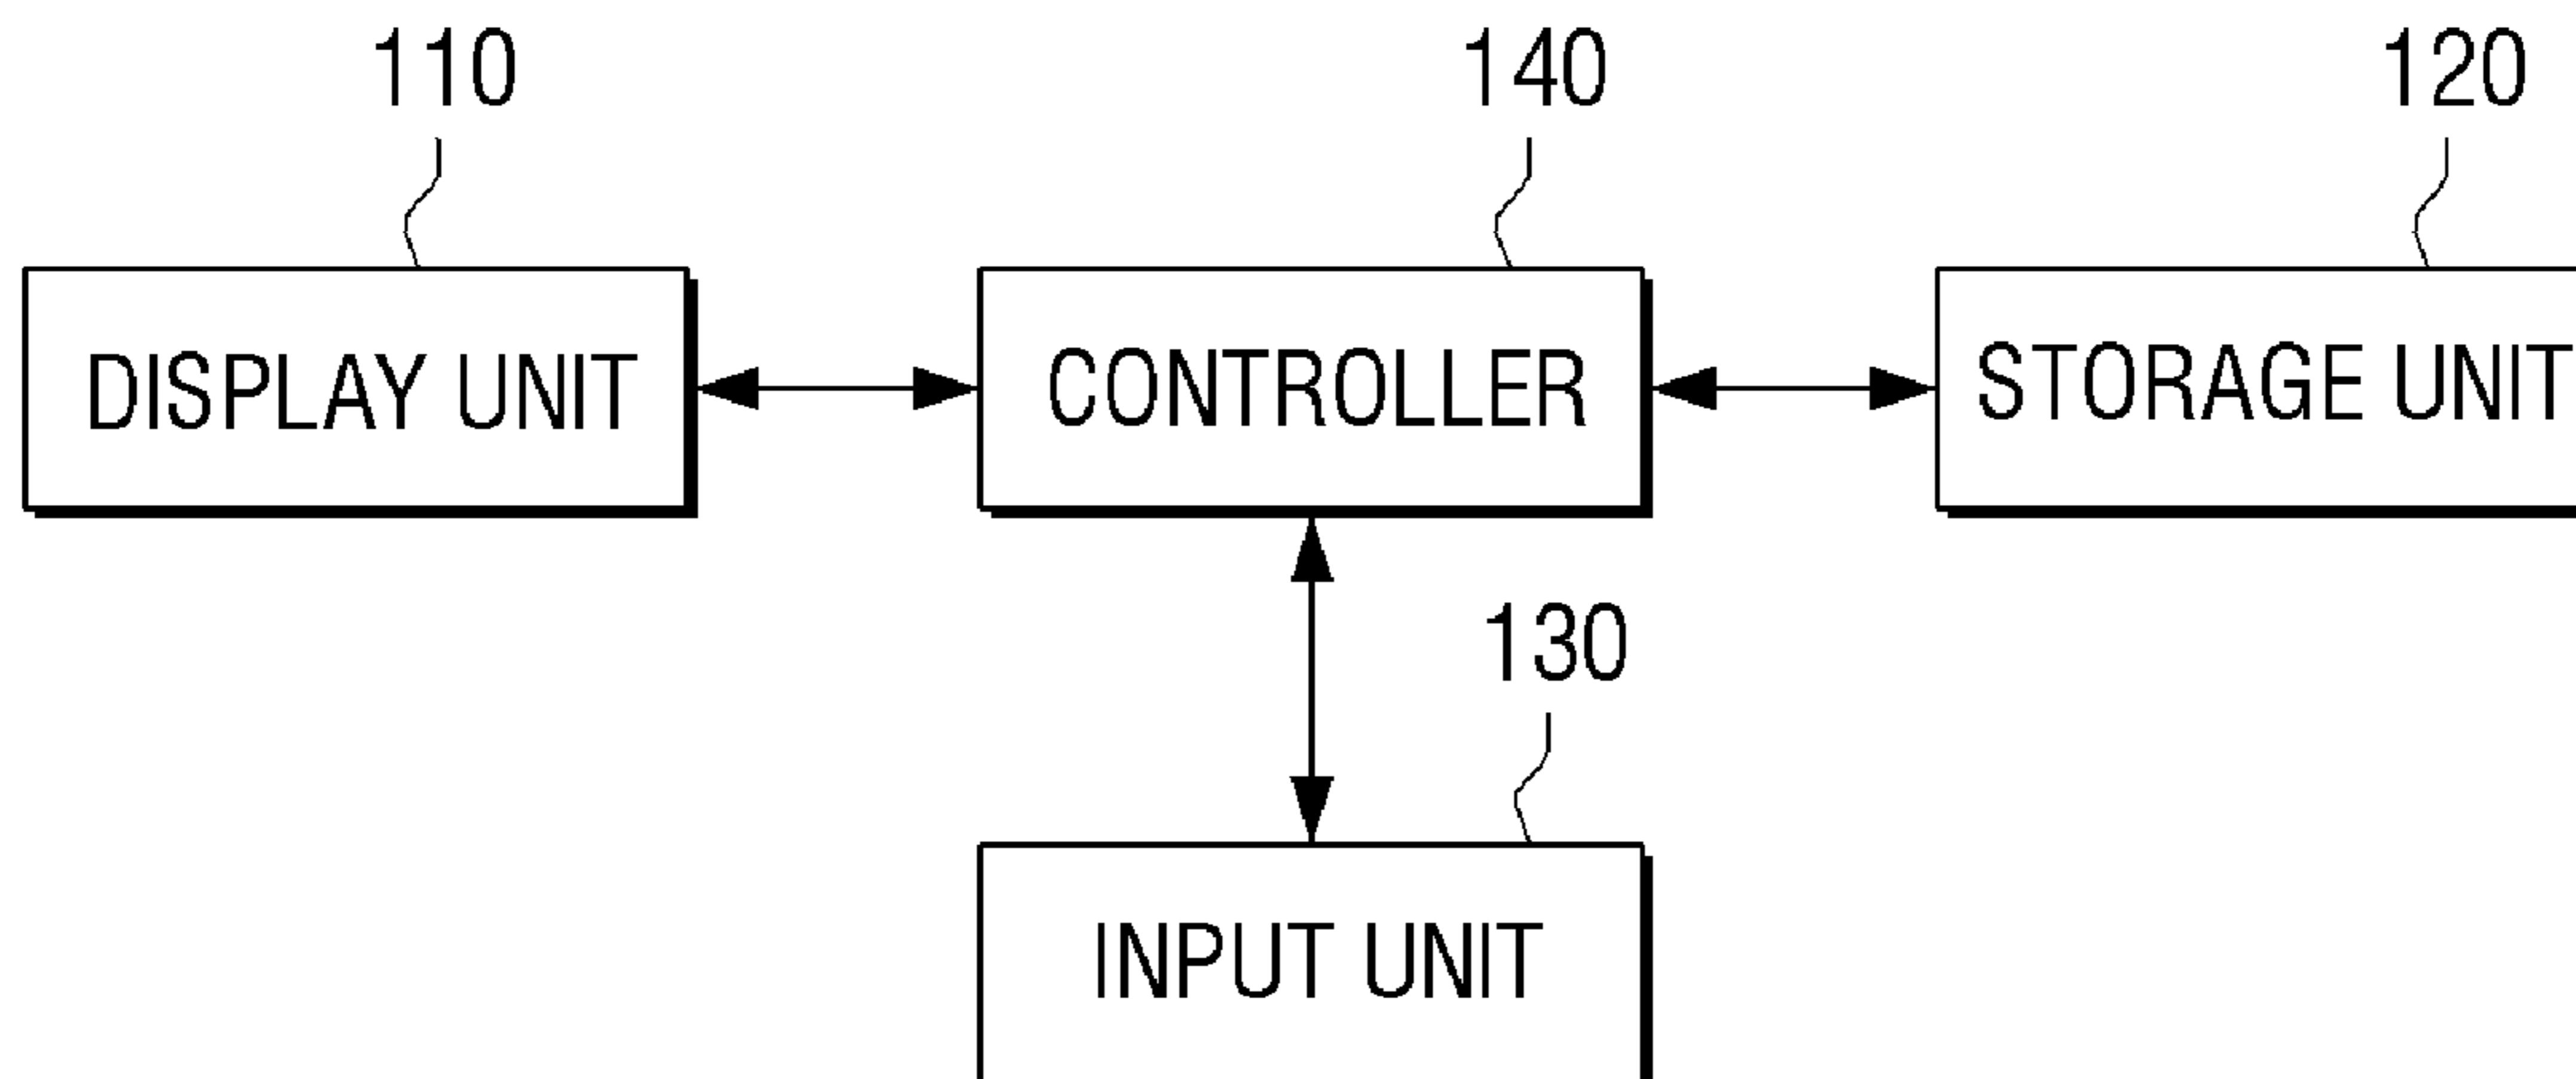 110
140
120
DISPLAY UNIT
CONTROLLER
STORAGE UNIT
130
INPUT UNIT